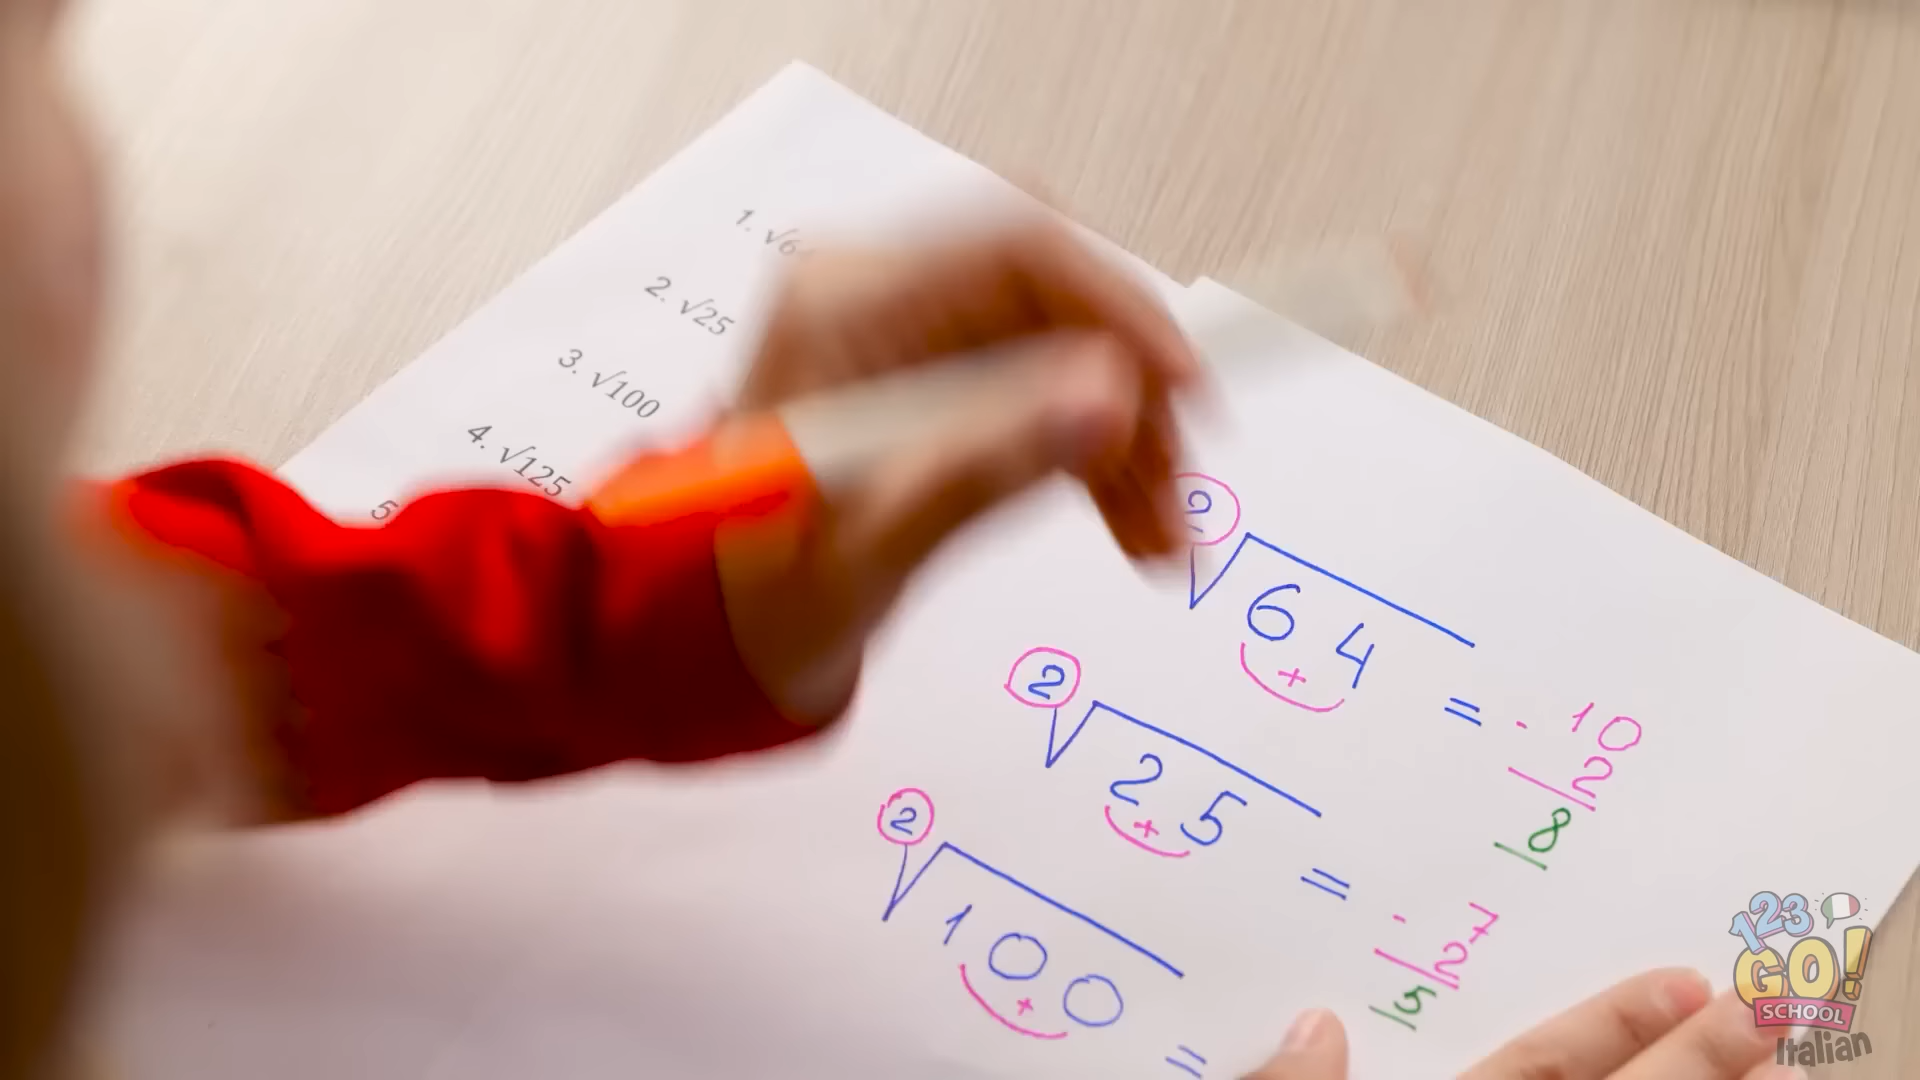 1. √6
2. √25
3. √100
4. √125
5
2√64 = - 10
+
2
8
2√25 = - 7
+
2
5
2√100 =
+
123
GO!
SCHOOL
Italian